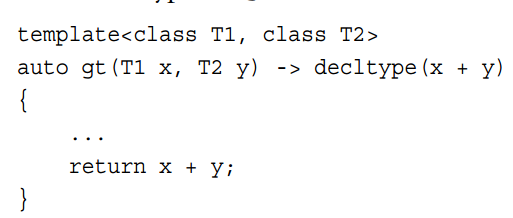 template<class T1, class T2>
auto gt(T1 x, T2 y) -> decltype(x + y)
{
    ...
    return x + y;
}